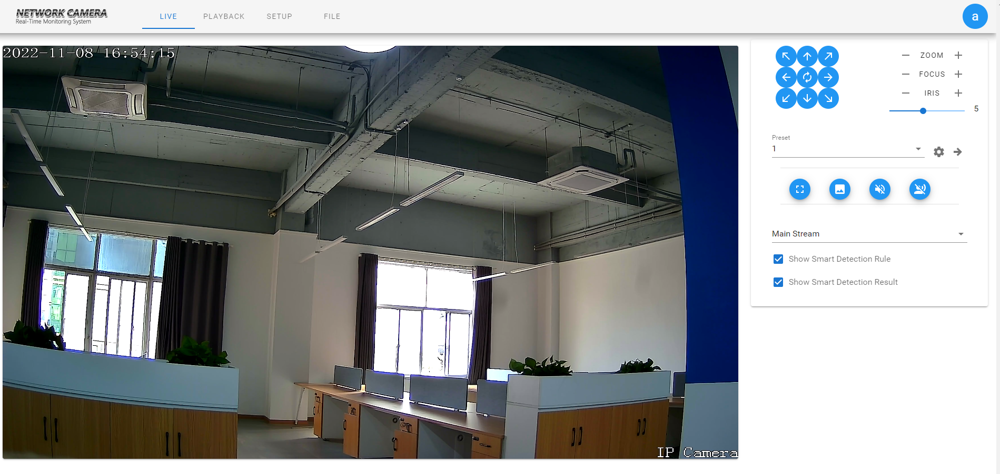 NETWORK CAMERA
Real-Time Monitoring System
LIVE
PLAYBACK
SETUP
FILE
a
2022-11-08 16:54:15
ZOOM
FOCUS
IRIS
5
Preset
1
Main Stream
Show Smart Detection Rule
Show Smart Detection Result
IP Camera